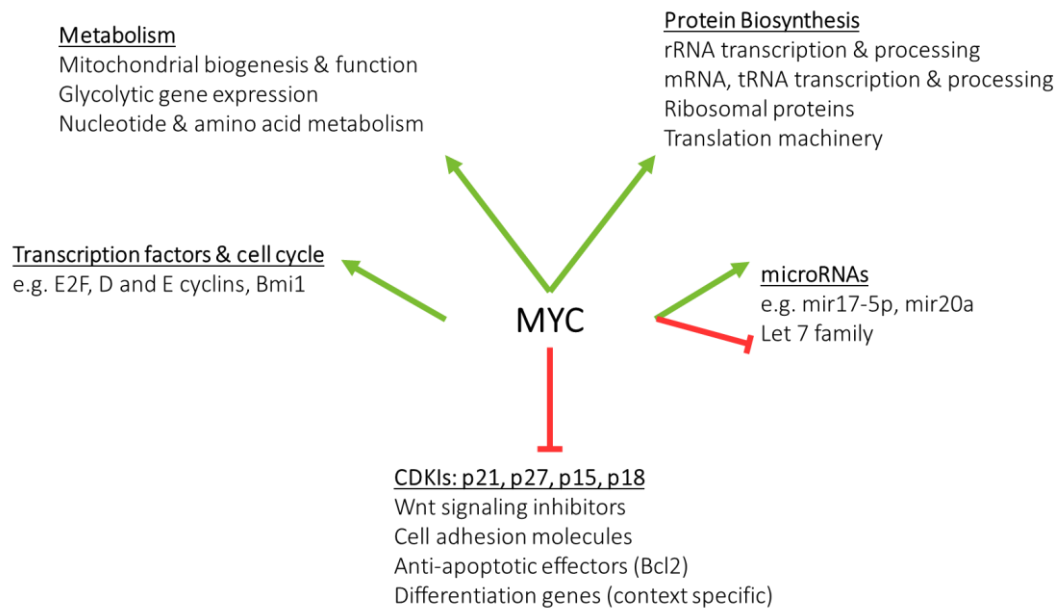 Metabolism
Mitochondrial biogenesis & function
Glycolytic gene expression
Nucleotide & amino acid metabolism
Protein Biosynthesis
rRNA transcription & processing
mRNA, tRNA transcription & processing
Ribosomal proteins
Translation machinery
Transcription factors & cell cycle
e.g. E2F, D and E cyclins, Bmi1
MYC
microRNAs
e.g. mir17-5p, mir20a
Let 7 family
CDKIs: p21, p27, p15, p18
Wnt signaling inhibitors
Cell adhesion molecules
Anti-apoptotic effectors (Bcl2)
Differentiation genes (context specific)